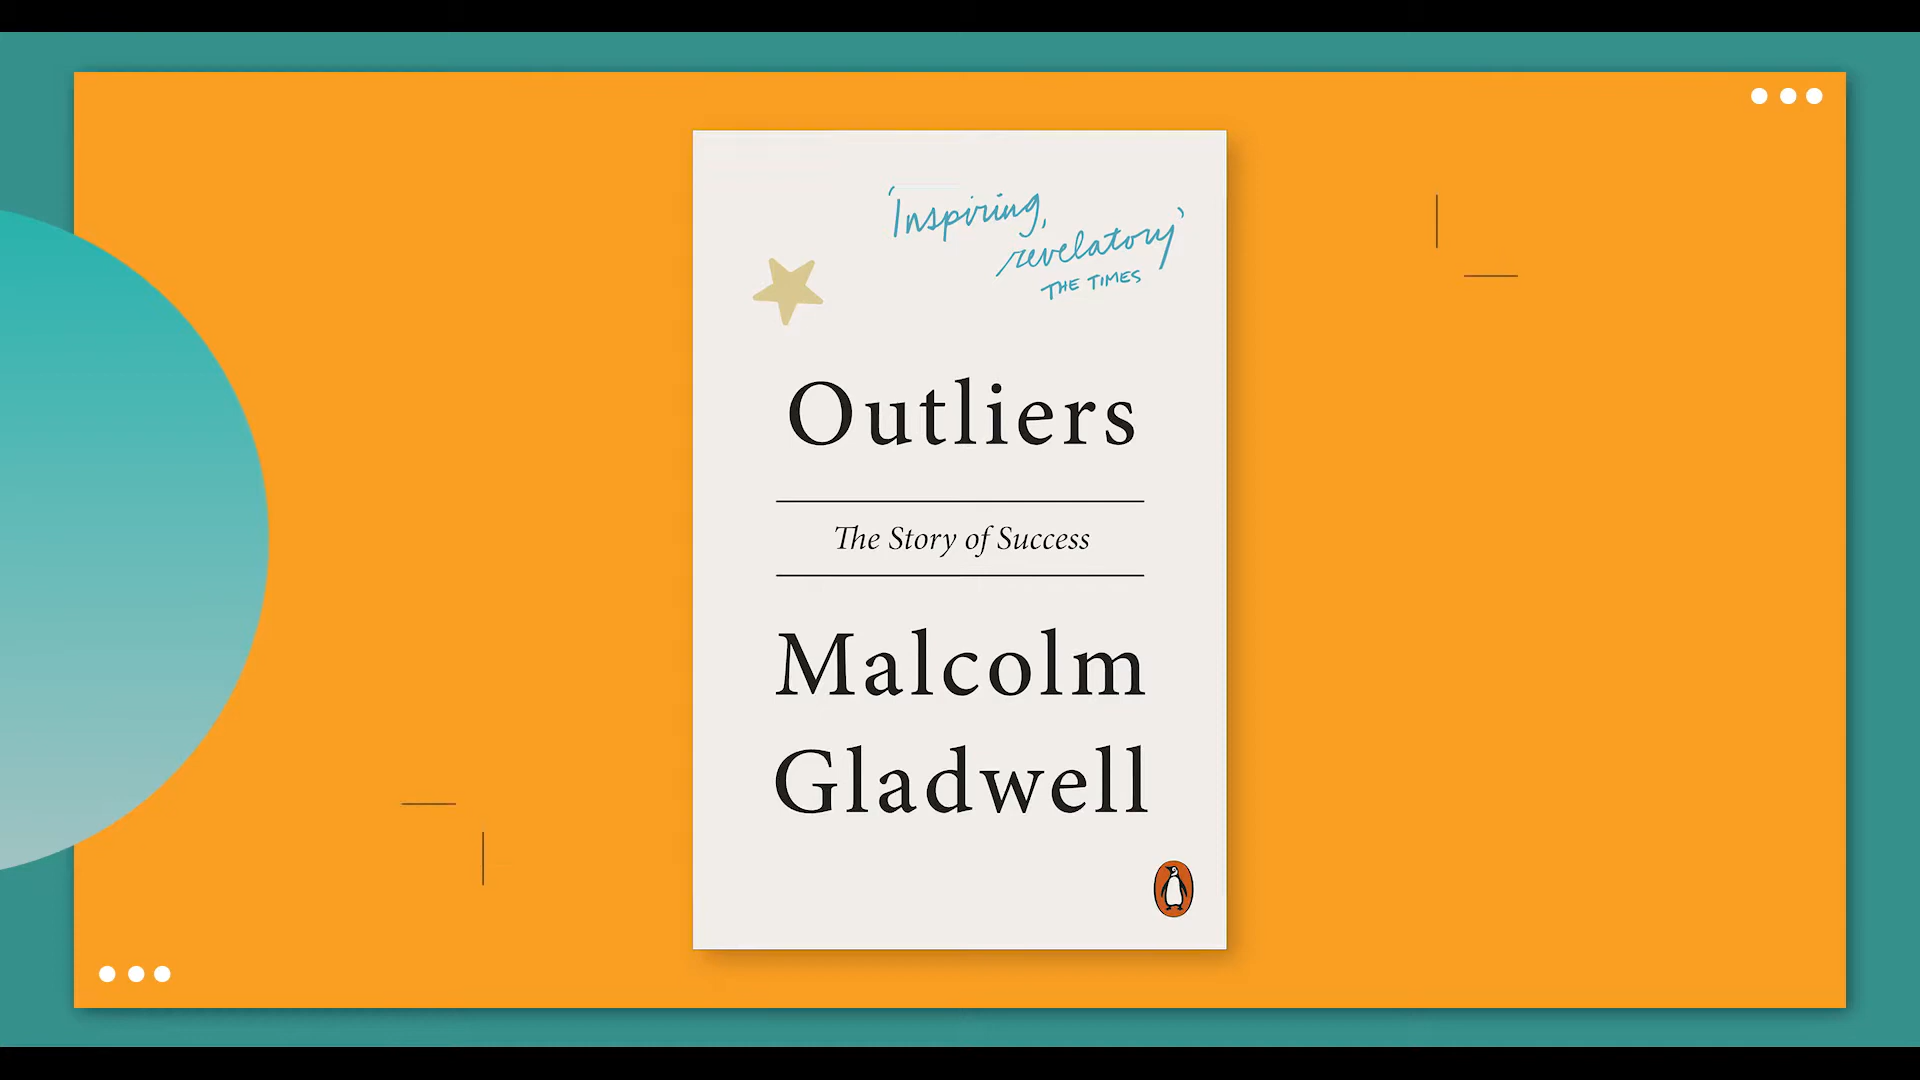 'Inspiring,
revelatory'
THE TIMES
Outliers
The Story of Success
Malcolm
Gladwell